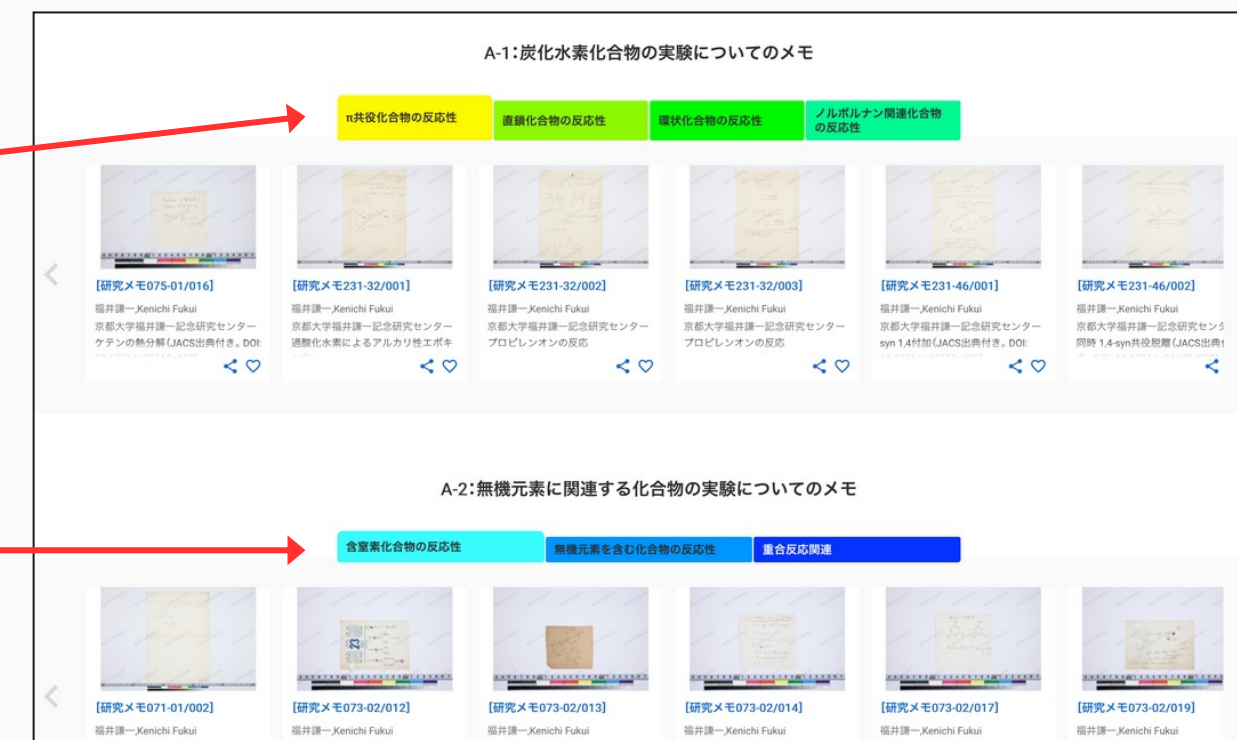 A-1：炭化水素化合物の実験についてのメモ
π共役化合物の反応性
直鎖化合物の反応性
環状化合物の反応性
ノルボルナン関連化合物
の反応性
[研究メモ075-01/016]
福井謙一,Kenichi Fukui
京都大学福井謙一記念研究センター
ケテンの熱分解（JACS出典付き。DOI:
[研究メモ231-32/001]
福井謙一,Kenichi Fukui
京都大学福井謙一記念研究センター
過酸化水素によるアルカリ性エポキ
[研究メモ231-32/002]
福井謙一,Kenichi Fukui
京都大学福井謙一記念研究センター
プロピレンオンの反応
[研究メモ231-32/003]
福井謙一,Kenichi Fukui
京都大学福井謙一記念研究センター
プロピレンオンの反応
[研究メモ231-46/001]
福井謙一,Kenichi Fukui
京都大学福井謙一記念研究センター
syn 1,4付加（JACS出典付き。DOI:
[研究メモ231-46/002]
福井謙一,Kenichi Fukui
京都大学福井謙一記念研究セン
同時 1,4-syn共役脱離（JACS出典
A-2：無機元素に関連する化合物の実験についてのメモ
含窒素化合物の反応性
無機元素を含む化合物の反応性
重合反応関連
23
[研究メモ071-01/002]
福井謙一,Kenichi Fukui
[研究メモ073-02/012]
福井謙一,Kenichi Fukui
[研究メモ073-02/013]
福井謙一,Kenichi Fukui
[研究メモ073-02/014]
福井謙一,Kenichi Fukui
[研究メモ073-02/017]
福井謙一,Kenichi Fukui
[研究メモ073-02/019]
福井謙一,Kenichi Fukui